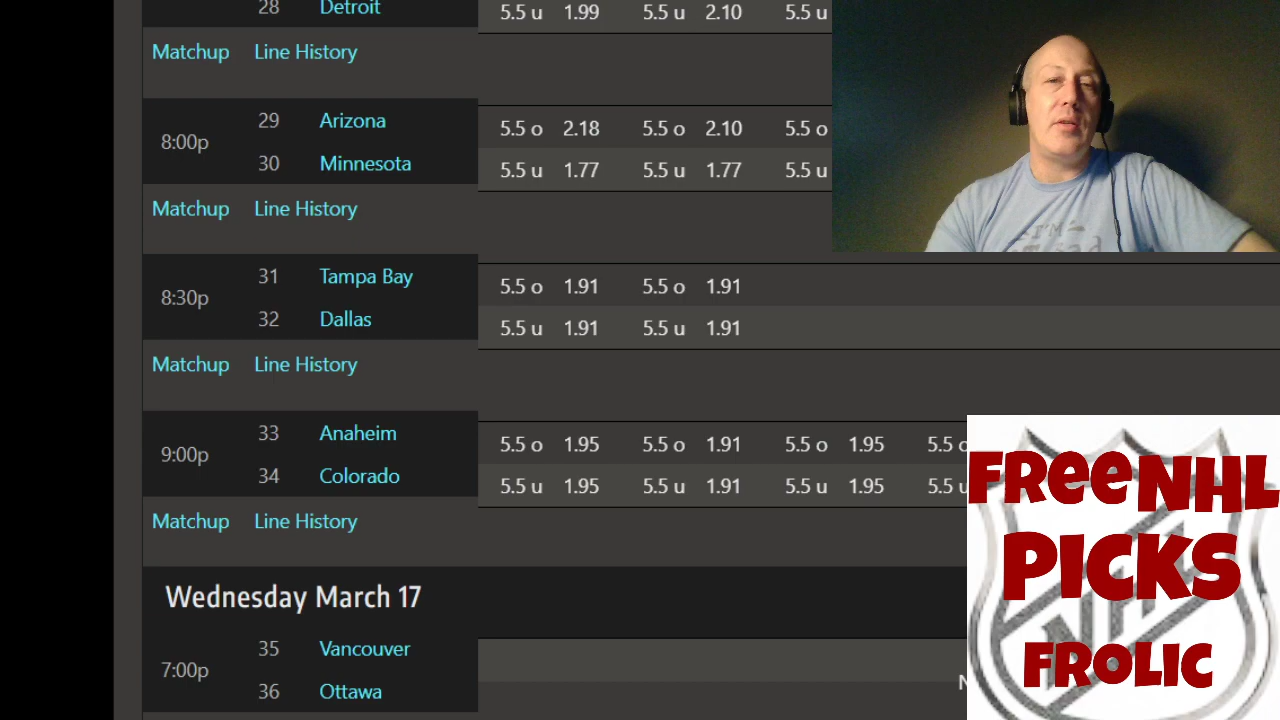 28 Detroit 5.5 u 1.99 5.5 u 2.10 5.5 u
Matchup Line History
8:00p
29 Arizona 5.5 o 2.18 5.5 o 2.10 5.5 o
30 Minnesota 5.5 u 1.77 5.5 u 1.77 5.5 u
Matchup Line History
8:30p
31 Tampa Bay 5.5 o 1.91 5.5 o 1.91
32 Dallas 5.5 u 1.91 5.5 u 1.91
Matchup Line History
9:00p
33 Anaheim 5.5 o 1.95 5.5 o 1.91 5.5 o 1.95 5.5 o
34 Colorado 5.5 u 1.95 5.5 u 1.91 5.5 u 1.95 5.5 u
Matchup Line History
Wednesday March 17
7:00p
35 Vancouver
36 Ottawa
I'M
FRee NHL
PICKS
NHL
FROLIC